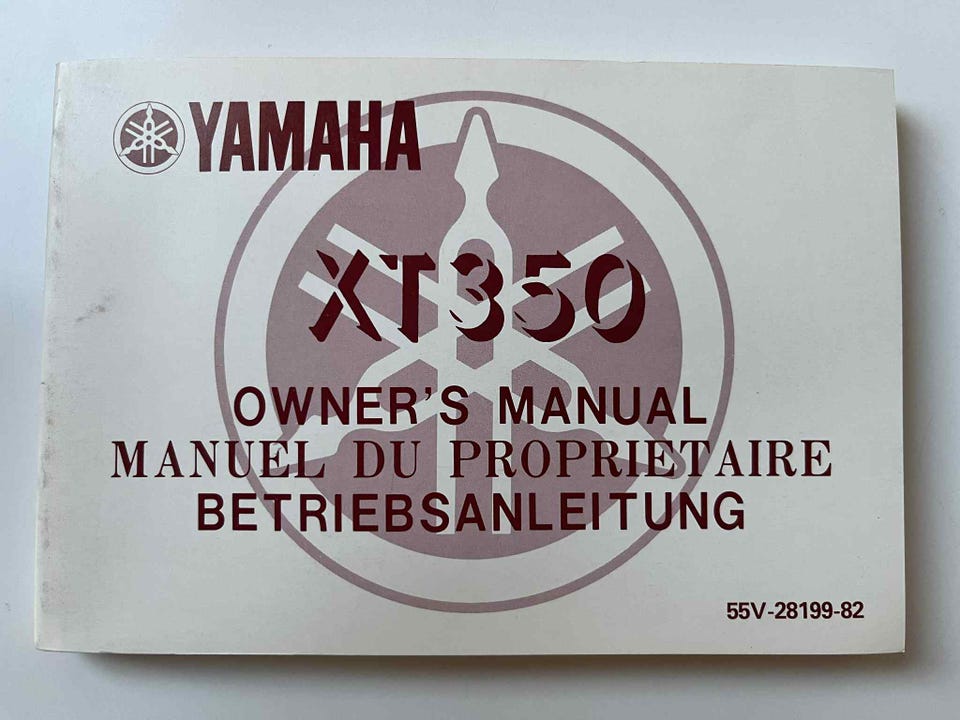 YAMAHA
XT350
OWNER'S MANUAL
MANUEL DU PROPRIETAIRE
BETRIEBSANLEITUNG
55V-28199-82